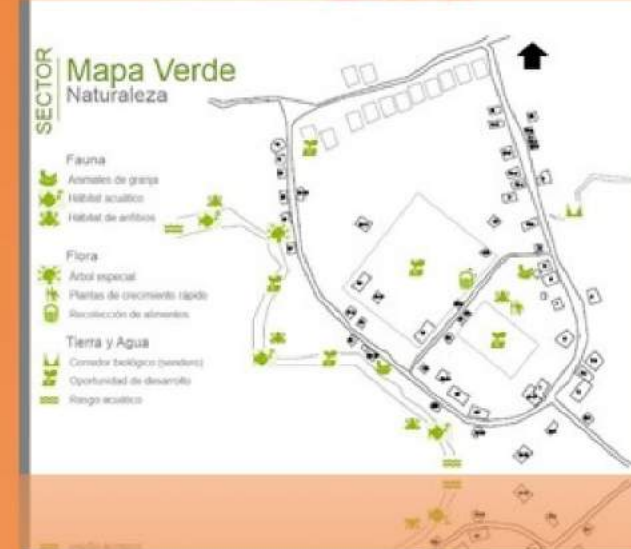 SECTOR
Mapa Verde
Naturaleza
Fauna
Animales de granja
Hábitat acuático
Hábitat de anfibios
Flora
Árbol especial
Plantas de crecimiento rápido
Recolección de alimentos
Tierra y Agua
Corredor biológico (sendero)
Oportunidad de desarrollo
Riesgo acuático